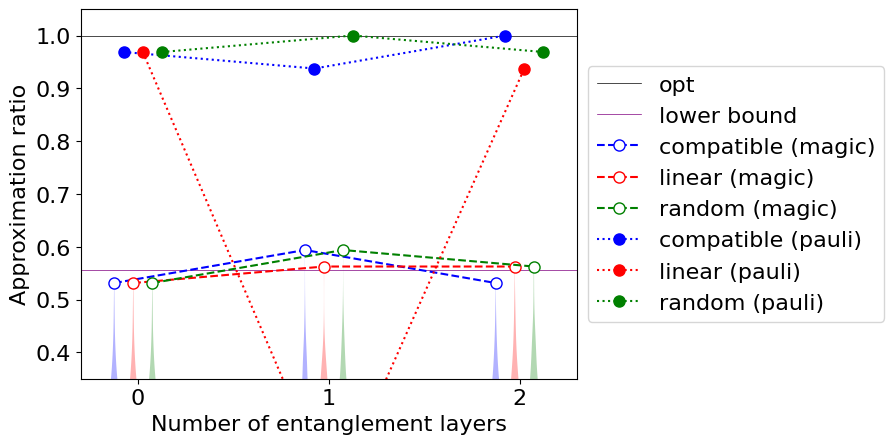 1.0
0.9
0.8
0.7
0.6
0.5
0.4
Approximation ratio
0
1
2
Number of entanglement layers
opt
lower bound
compatible (magic)
linear (magic)
random (magic)
compatible (pauli)
linear (pauli)
random (pauli)